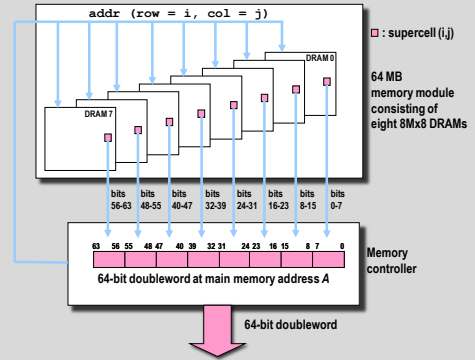 addr (row = i, col = j)
: supercell (i,j)
DRAM 0
64 MB
memory module
consisting of
eight 8Mx8 DRAMs
DRAM 7
bits
56-63
bits
48-55
bits
40-47
bits
32-39
bits
24-31
bits
16-23
bits
8-15
bits
0-7
63 56 55 48 47 40 39 32 31 24 23 16 15 8 7 0
Memory
controller
64-bit doubleword at main memory address A
64-bit doubleword